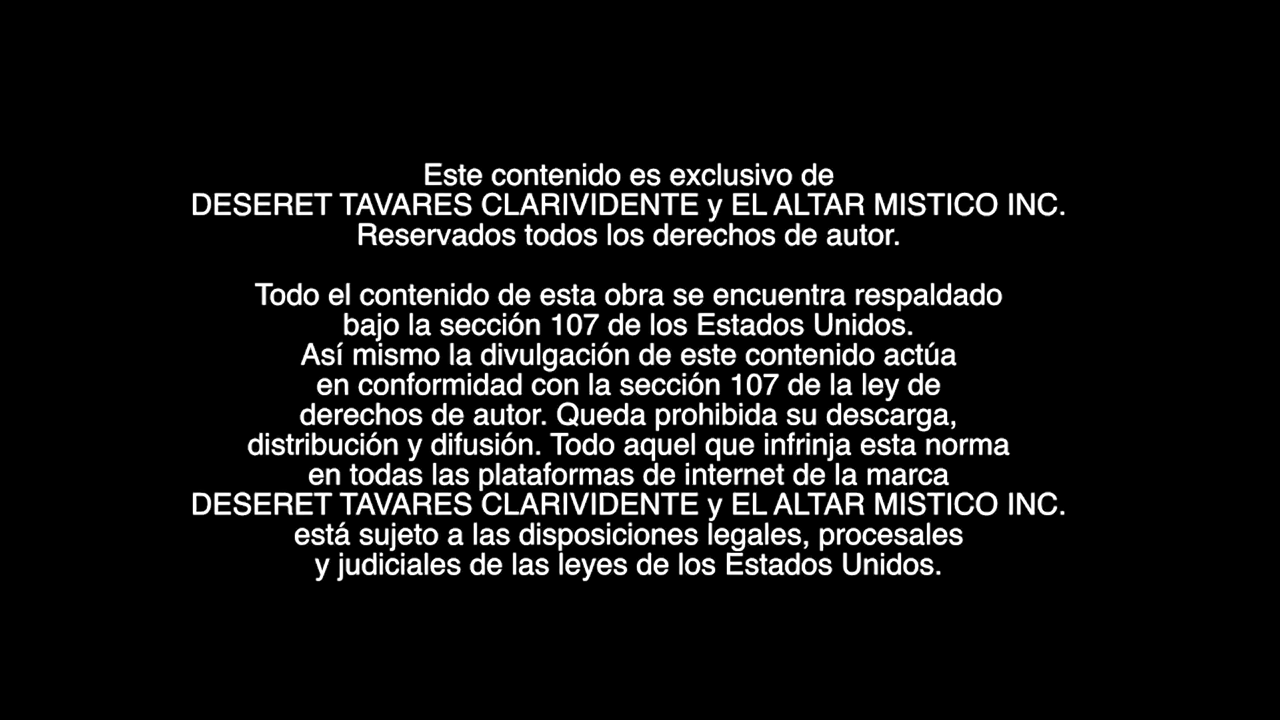 Este contenido es exclusivo de
DESERET TAVARES CLARIVIDENTE y EL ALTAR MISTICO INC.
Reservados todos los derechos de autor.
Todo el contenido de esta obra se encuentra respaldado
bajo la sección 107 de los Estados Unidos.
Así mismo la divulgación de este contenido actúa
en conformidad con la sección 107 de la ley de
derechos de autor. Queda prohibida su descarga,
distribución y difusión. Todo aquel que infrinja esta norma
en todas las plataformas de internet de la marca
DESERET TAVARES CLARIVIDENTE y EL ALTAR MISTICO INC.
está sujeto a las disposiciones legales, procesales
y judiciales de las leyes de los Estados Unidos.